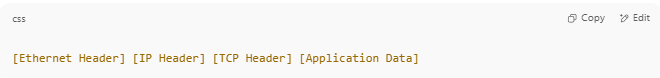 css Copy Edit
[Ethernet Header] [IP Header] [TCP Header] [Application Data]